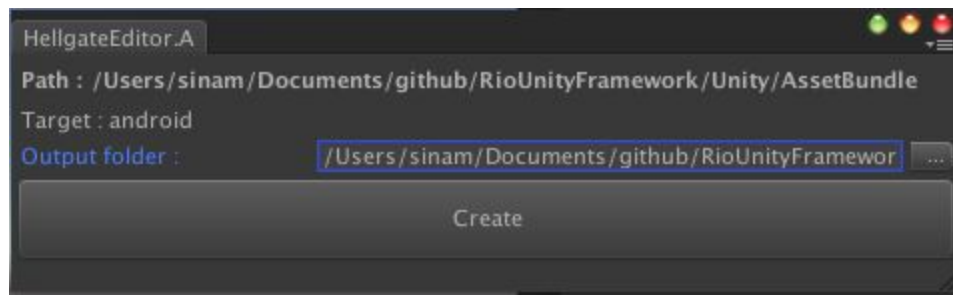 HellgateEditor.A
Path : /Users/sinam/Documents/github/RioUnityFramework/Unity/AssetBundle
Target : android
Output folder : /Users/sinam/Documents/github/RioUnityFramewor ...
Create